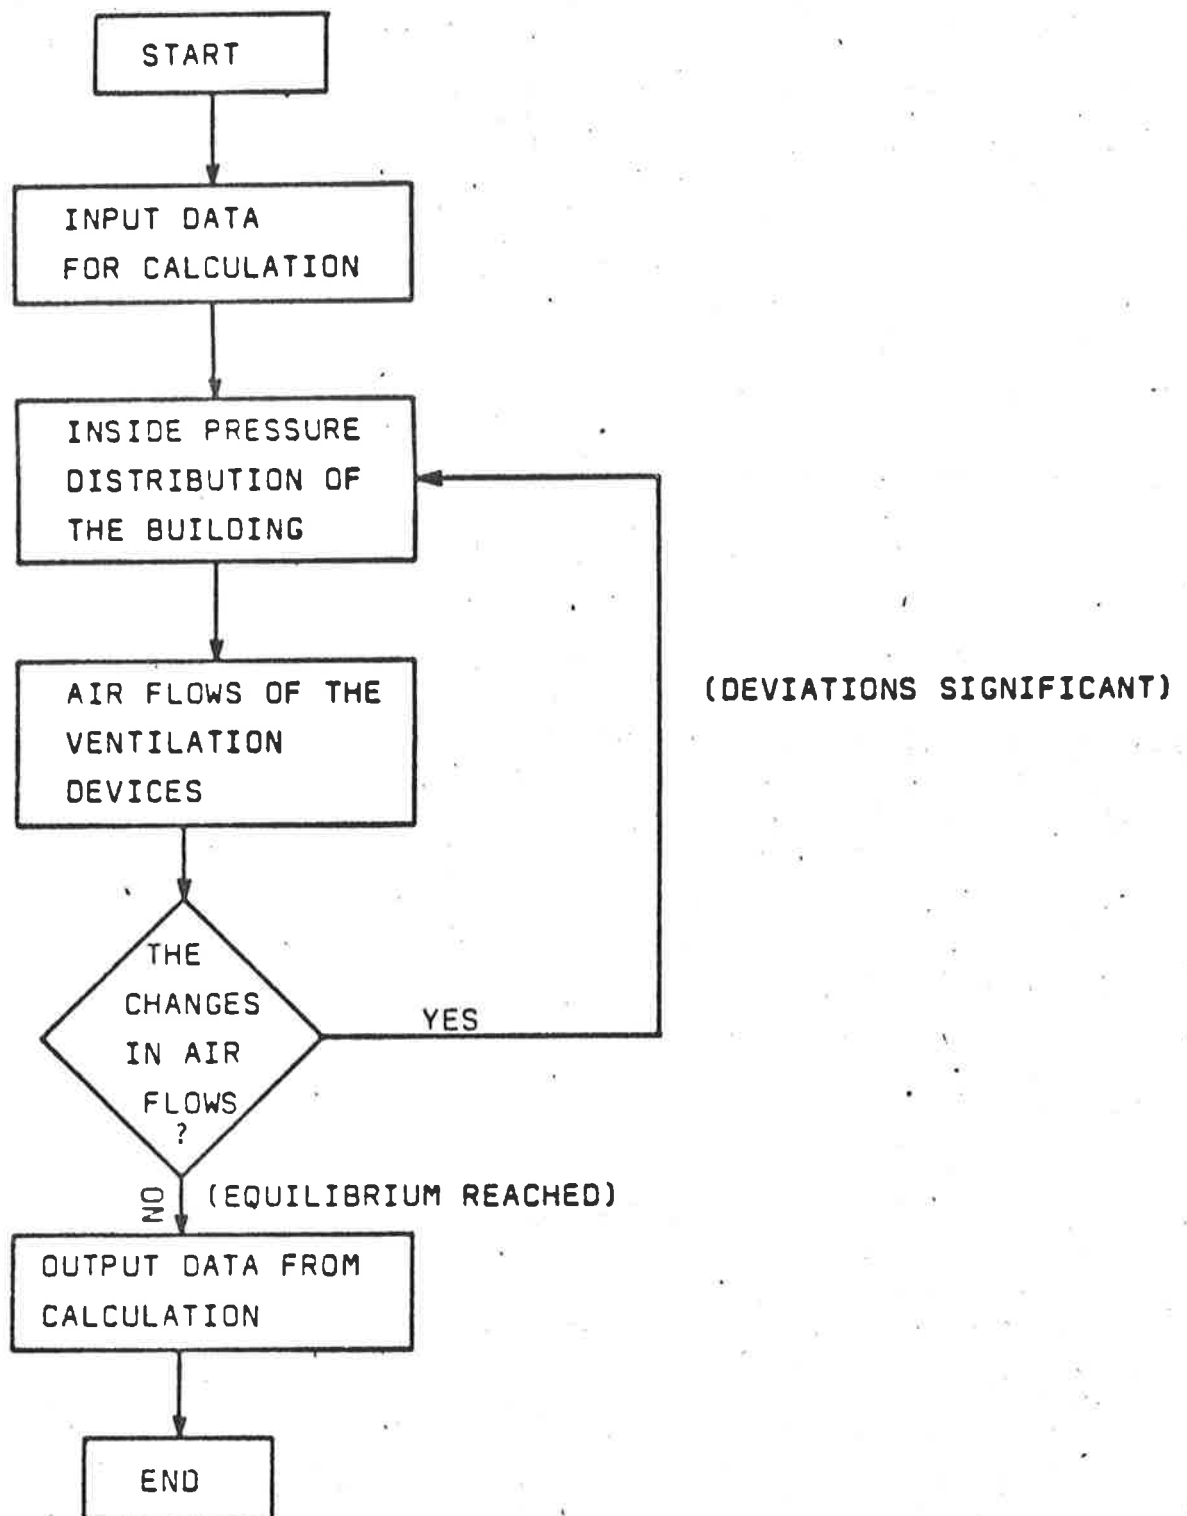 START
INPUT DATA
FOR CALCULATION
INSIDE PRESSURE
DISTRIBUTION OF
THE BUILDING
AIR FLOWS OF THE
VENTILATION
DEVICES
(DEVIATIONS SIGNIFICANT)
THE
CHANGES
IN AIR
FLOWS
?
YES
NO
(EQUILIBRIUM REACHED)
OUTPUT DATA FROM
CALCULATION
END